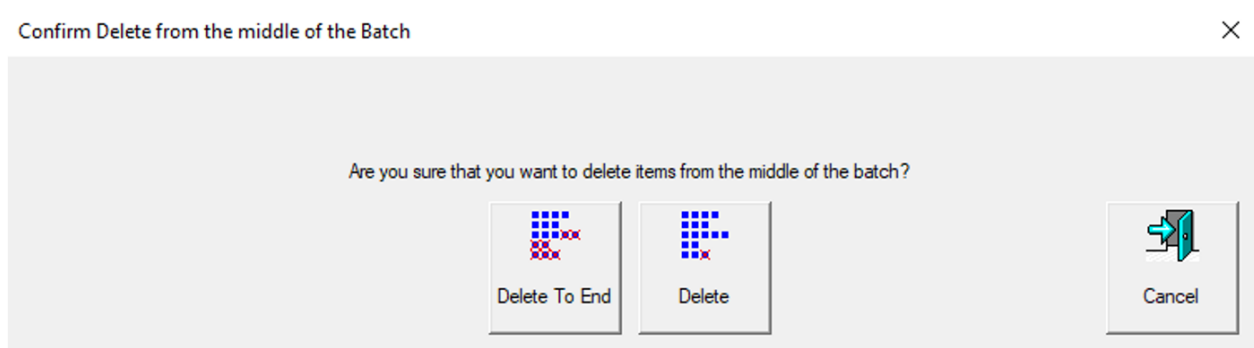 Confirm Delete from the middle of the Batch
Are you sure that you want to delete items from the middle of the batch?
Delete To End
Delete
Cancel